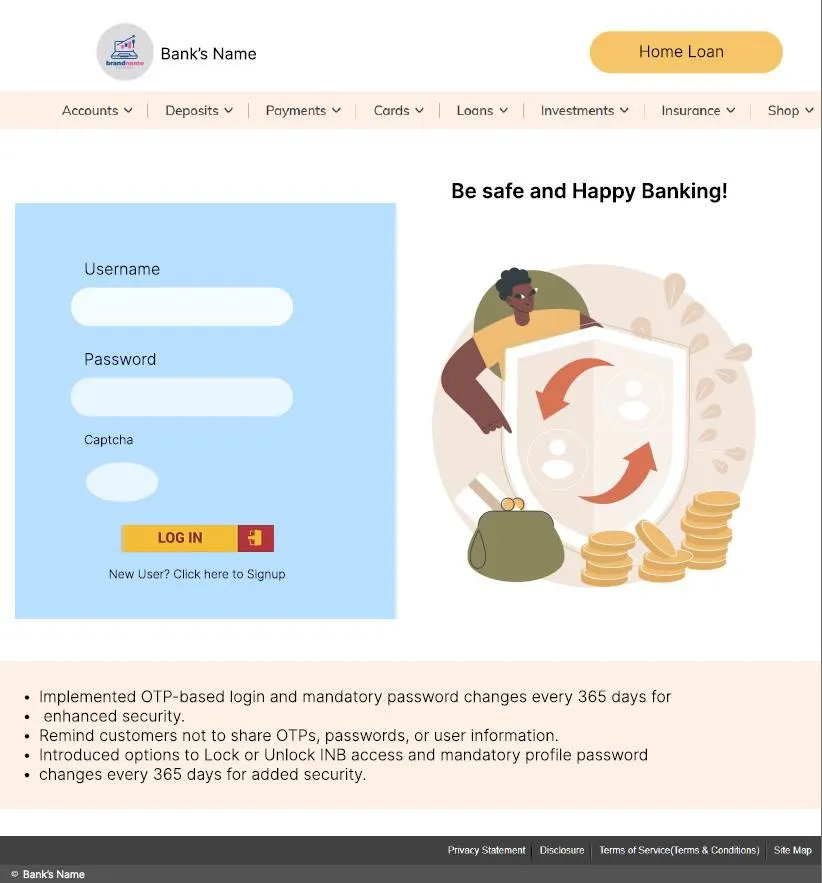 brandname
Bank's Name
Home Loan
Accounts
Deposits
Payments
Cards
Loans
Investments
Insurance
Shop
Be safe and Happy Banking!
Username
Password
Captcha
LOG IN
New User? Click here to Signup
• Implemented OTP-based login and mandatory password changes every 365 days for
• enhanced security.
• Remind customers not to share OTPs, passwords, or user information.
• Introduced options to Lock or Unlock INB access and mandatory profile password
• changes every 365 days for added security.
Privacy Statement
Disclosure
Terms of Service(Terms & Conditions)
Site Map
© Bank's Name